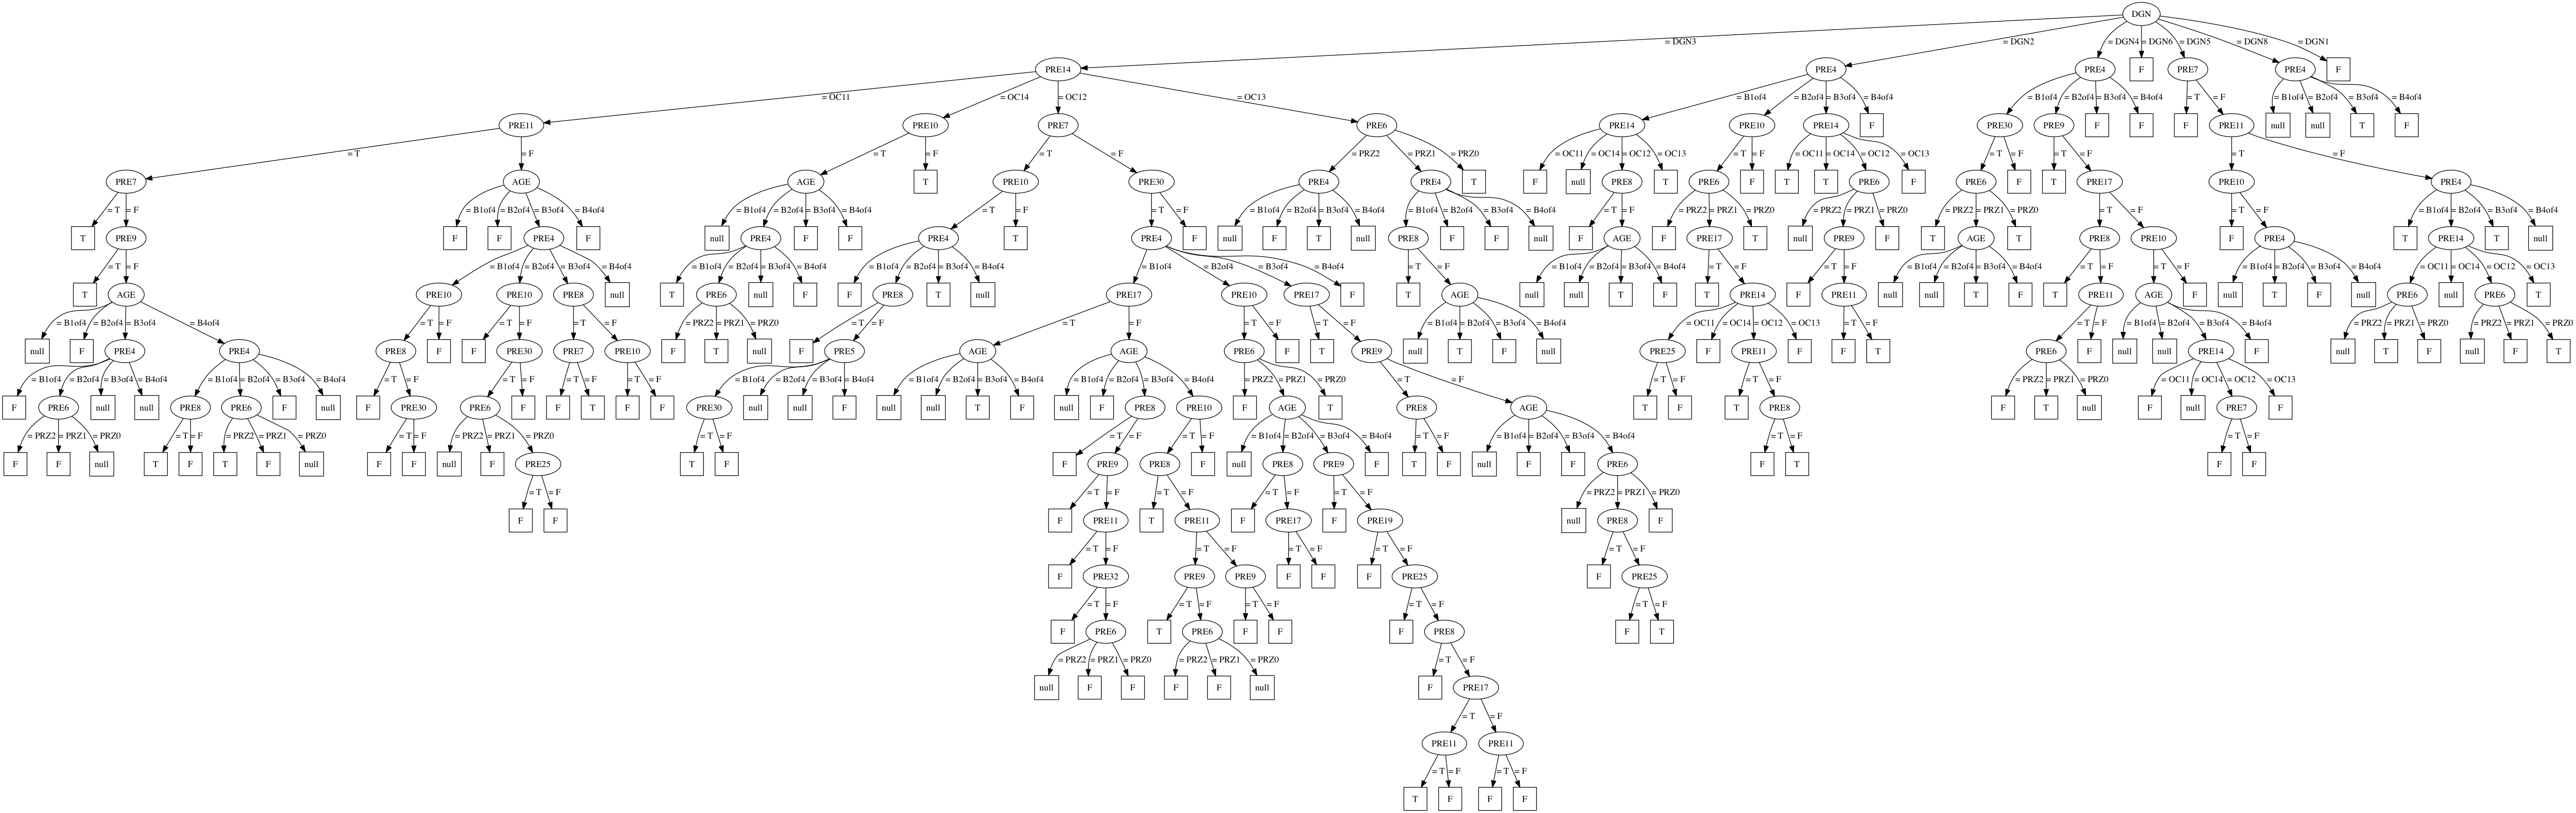 DGN
= DGN3 = DGN2 = DGN4 = DGN6 = DGN5 = DGN8 = DGN1
PRE14 PRE4 PRE4 F PRE7 PRE4 F
= OC11 = OC14 = OC12 = OC13 = B1of4 = B2of4 = B3of4 = B4of4 = B1of4 = B2of4 = B3of4 = B4of4 = T = F = B1of4 = B2of4 = B3of4 = B4of4
PRE11 PRE10 PRE7 PRE6 PRE14 PRE10 PRE14 F PRE30 PRE9 F F F PRE11 null null T F
= T = F = T = F = T = F = PRZ2 = PRZ1 = PRZ0 = OC11 = OC14 = OC12 = OC13 = T = F = OC11 = OC14 = OC12 = OC13 = T = F = T = F = T = F
PRE7 AGE AGE T PRE10 PRE30 PRE4 PRE4 T F null PRE8 T PRE6 F T T PRE6 F PRE6 F T PRE17 PRE10 PRE4
= T = F = B1of4 = B2of4 = B3of4 = B4of4 = B1of4 = B2of4 = B3of4 = B4of4 = T = F = T = F = B1of4 = B2of4 = B3of4 = B4of4 = B1of4 = B2of4 = B3of4 = B4of4 = T = F = PRZ2 = PRZ1 = PRZ0 = PRZ2 = PRZ1 = PRZ0 = PRZ2 = PRZ1 = PRZ0 = T = F = T = F = B1of4 = B2of4 = B3of4 = B4of4
T PRE9 F F PRE4 F null PRE4 F F PRE4 T PRE4 F null F T null PRE8 F F null F AGE F PRE17 T null PRE9 F T AGE T PRE8 PRE10 F PRE4 T PRE14 T null
= T = F = B1of4 = B2of4 = B3of4 = B4of4 = B1of4 = B2of4 = B3of4 = B4of4 = B1of4 = B2of4 = B3of4 = B4of4 = B1of4 = B2of4 = B3of4 = B4of4 = T = F = B1of4 = B2of4 = B3of4 = B4of4 = T = F = T = F = B1of4 = B2of4 = B3of4 = B4of4 = T = F = T = F = B1of4 = B2of4 = B3of4 = B4of4 = OC11 = OC14 = OC12 = OC13
T AGE PRE10 PRE10 PRE8 null T PRE6 null F F PRE8 T null PRE17 PRE10 PRE17 F T AGE null null T F T PRE14 F PRE11 null null T F T PRE11 AGE F null T F null PRE6 null PRE6 T
= B1of4 = B2of4 = B3of4 = B4of4 = T = F = T = F = T = F = PRZ2 = PRZ1 = PRZ0 = T = F = T = F = T = F = T = F = B1of4 = B2of4 = B3of4 = B4of4 = OC11 = OC14 = OC12 = OC13 = T = F = T = F = B1of4 = B2of4 = B3of4 = B4of4 = PRZ2 = PRZ1 = PRZ0 = PRZ2 = PRZ1 = PRZ0
null F PRE4 PRE4 PRE8 F F PRE30 PRE7 PRE10 F T null F PRE5 AGE AGE PRE6 F T PRE9 null T F null PRE25 F PRE11 F F T PRE6 F null null PRE14 F null T F null F T
= B1of4 = B2of4 = B3of4 = B4of4 = B1of4 = B2of4 = B3of4 = B4of4 = T = F = T = F = T = F = T = F = B1of4 = B2of4 = B3of4 = B4of4 = B1of4 = B2of4 = B3of4 = B4of4 = B1of4 = B2of4 = B3of4 = B4of4 = PRZ2 = PRZ1 = PRZ0 = T = F = T = F = T = F = PRZ2 = PRZ1 = PRZ0 = OC11 = OC14 = OC12 = OC13
F PRE6 null null PRE8 PRE6 F null F PRE30 PRE6 F F T F F PRE30 null null F null null T F null F PRE8 PRE10 F AGE T PRE8 AGE T F T PRE8 F T null F null PRE7 F
= PRZ2 = PRZ1 = PRZ0 = T = F = PRZ2 = PRZ1 = PRZ0 = T = F = PRZ2 = PRZ1 = PRZ0 = T = F = T = F = T = F = B1of4 = B2of4 = B3of4 = B4of4 = T = F = B1of4 = B2of4 = B3of4 = B4of4 = T = F = T = F
F F null T F T F null F F null F PRE25 T F F PRE9 PRE8 F null PRE8 PRE9 F T F null F F PRE6 F T F F
= T = F = T = F = T = F = T = F = T = F = PRZ2 = PRZ1 = PRZ0
F F F PRE11 T PRE11 F PRE17 F PRE19 null PRE8 F
= T = F = T = F = T = F = T = F = T = F
F PRE32 PRE9 PRE9 F F F PRE25 F PRE25
= T = F = T = F = T = F = T = F = T = F
F PRE6 T PRE6 F F F PRE8 F T
= PRZ2 = PRZ1 = PRZ0 = PRZ2 = PRZ1 = PRZ0 = T = F
null F F F F null F PRE17
= T = F
PRE11 PRE11
= T = F = T = F
T F F F